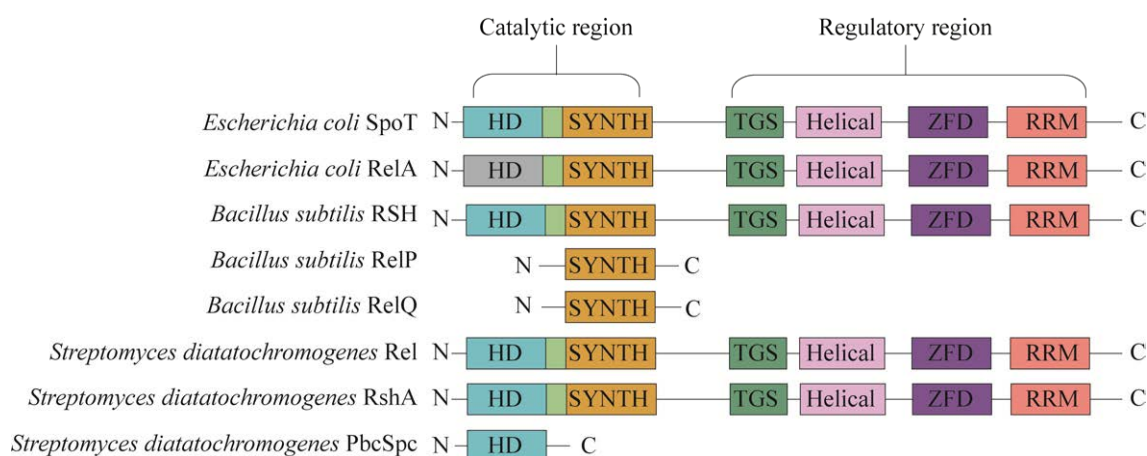 Catalytic region Regulatory region
Escherichia coli SpoT N HD SYNTH TGS Helical ZFD RRM C
Escherichia coli RelA N HD SYNTH TGS Helical ZFD RRM C
Bacillus subtilis RSH N HD SYNTH TGS Helical ZFD RRM C
Bacillus subtilis RelP N SYNTH C
Bacillus subtilis RelQ N SYNTH C
Streptomyces diatatochromogenes Rel N HD SYNTH TGS Helical ZFD RRM C
Streptomyces diatatochromogenes RshA N HD SYNTH TGS Helical ZFD RRM C
Streptomyces diatatochromogenes PbcSpc N HD C